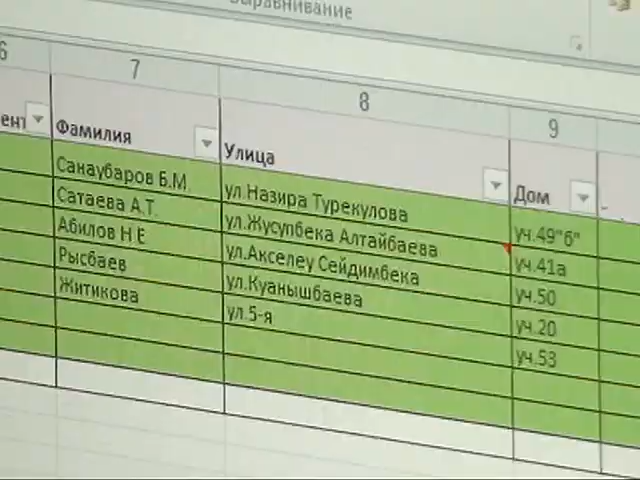 Выравнивание
6 7 8 9
ент Фамилия Улица Дом
Санаубаров Б.М. ул.Назира Турекулова уч.49"б"
Сатаева А.Т. ул.Жусупбека Алтайбаева уч.41а
Абилов Н Е ул.Акселеу Сейдимбека уч.50
Рысбаев ул.Куанышбаева уч.20
Житикова ул.5-я уч.53